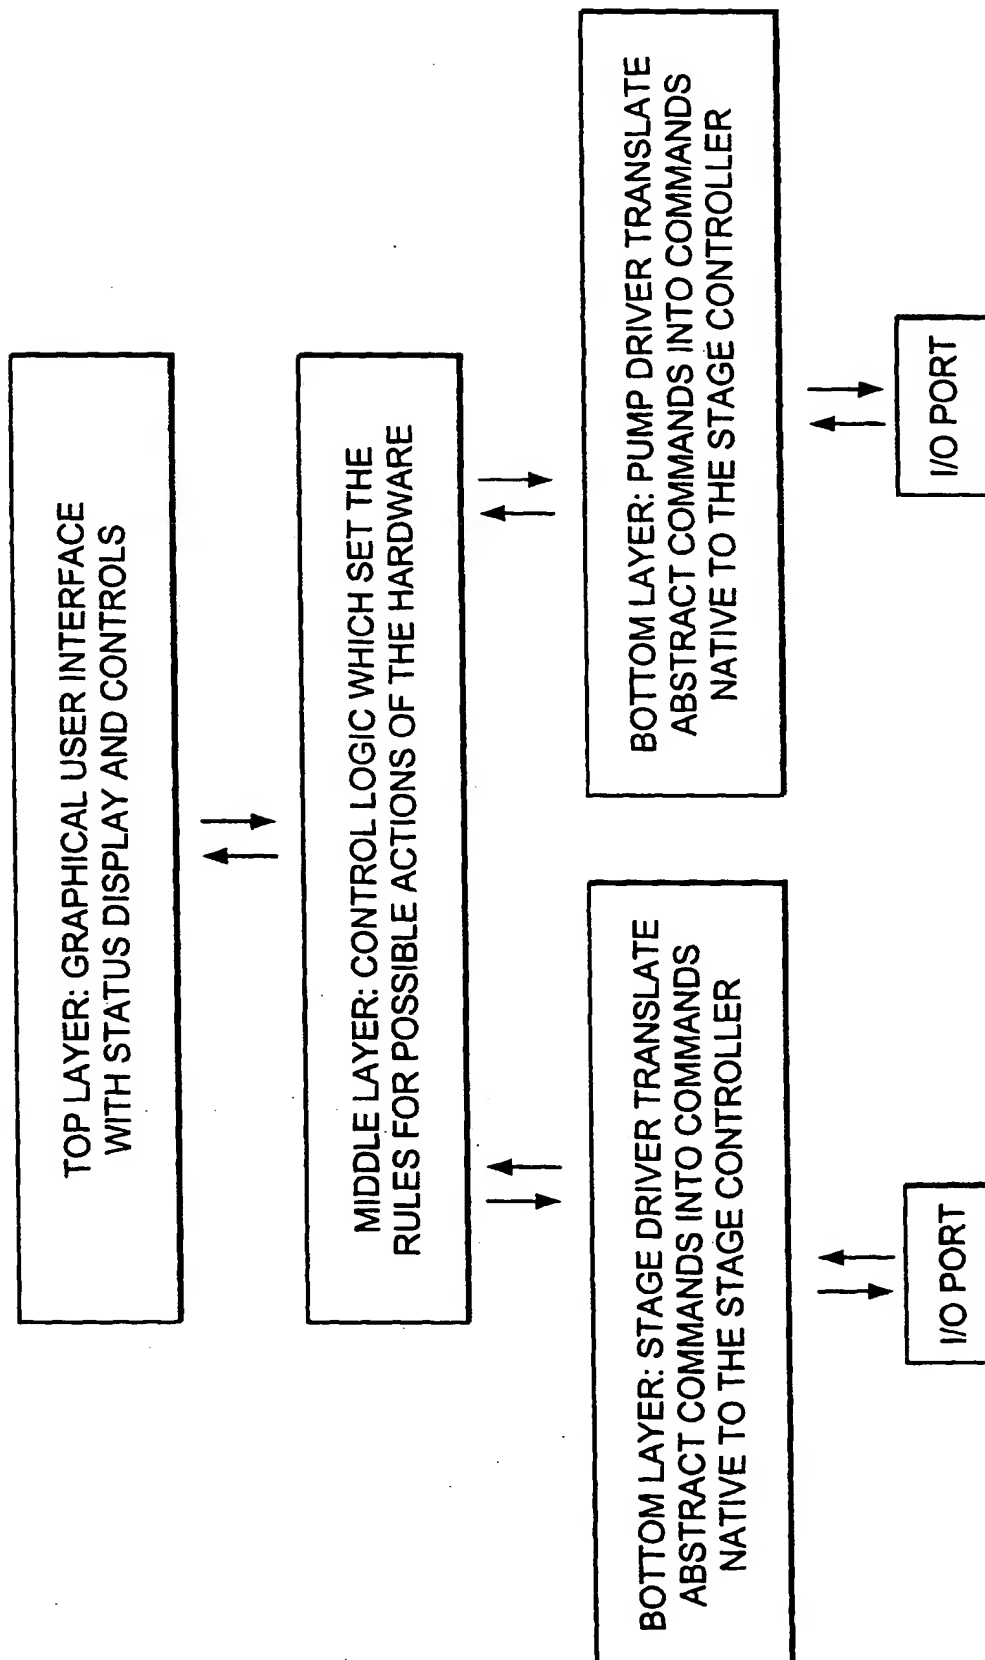 TOP LAYER: GRAPHICAL USER INTERFACE
WITH STATUS DISPLAY AND CONTROLS
MIDDLE LAYER: CONTROL LOGIC WHICH SET THE
RULES FOR POSSIBLE ACTIONS OF THE HARDWARE
BOTTOM LAYER: STAGE DRIVER TRANSLATE
ABSTRACT COMMANDS INTO COMMANDS
NATIVE TO THE STAGE CONTROLLER
BOTTOM LAYER: PUMP DRIVER TRANSLATE
ABSTRACT COMMANDS INTO COMMANDS
NATIVE TO THE STAGE CONTROLLER
I/O PORT
I/O PORT